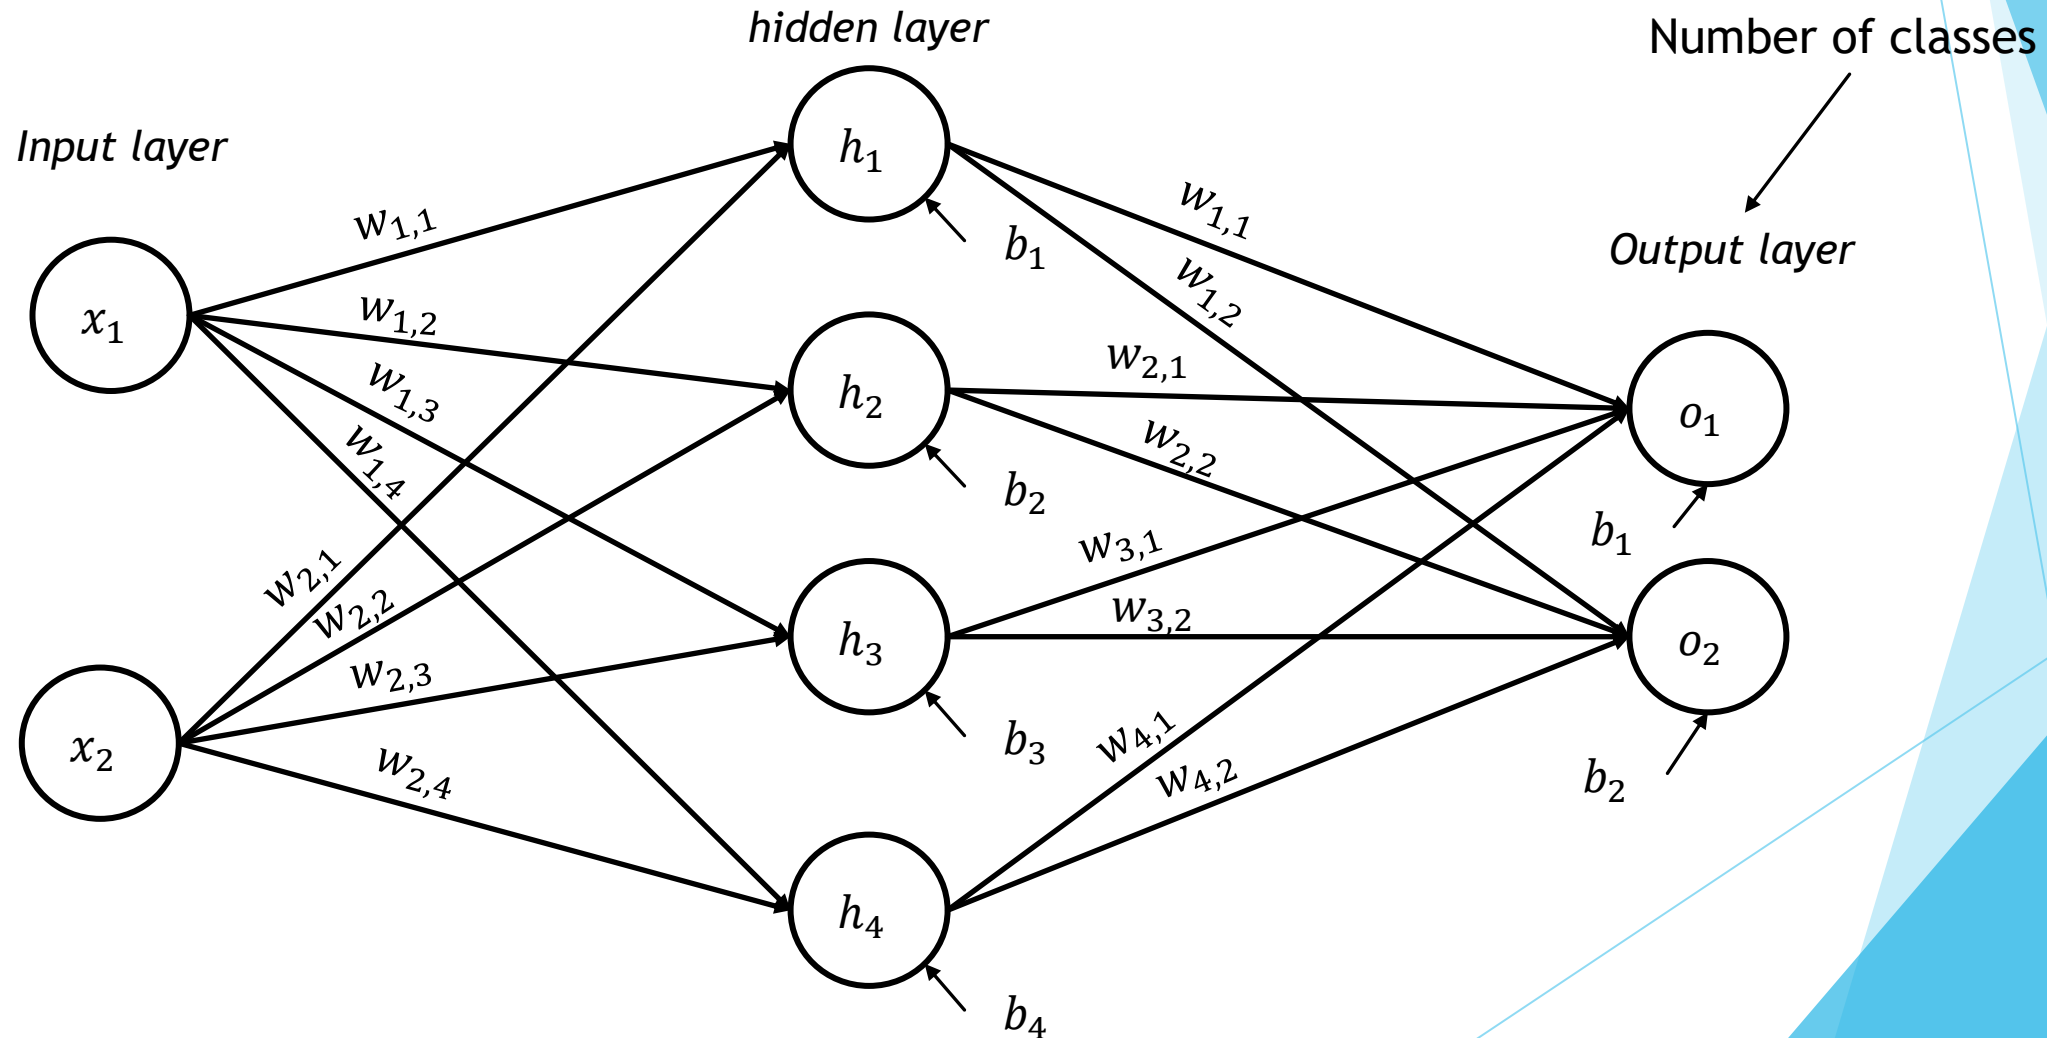 hidden layer
Number of classes
Input layer
Output layer
x₁
x₂
w₁,₁
w₁,₂
w₁,₃
w₁,₄
w₂,₁
w₂,₂
w₂,₃
w₂,₄
h₁
b₁
h₂
b₂
h₃
b₃
h₄
b₄
w₁,₁
w₁,₂
w₂,₁
w₂,₂
w₃,₁
w₃,₂
w₄,₁
w₄,₂
o₁
b₁
o₂
b₂